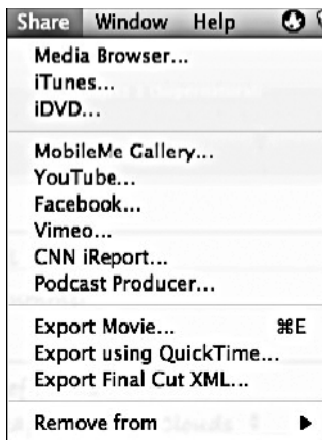 Share Window Help
Media Browser...
iTunes...
iDVD...
MobileMe Gallery...
YouTube...
Facebook...
Vimeo...
CNN iReport...
Podcast Producer...
Export Movie... ⌘E
Export using QuickTime...
Export Final Cut XML...
Remove from ▶